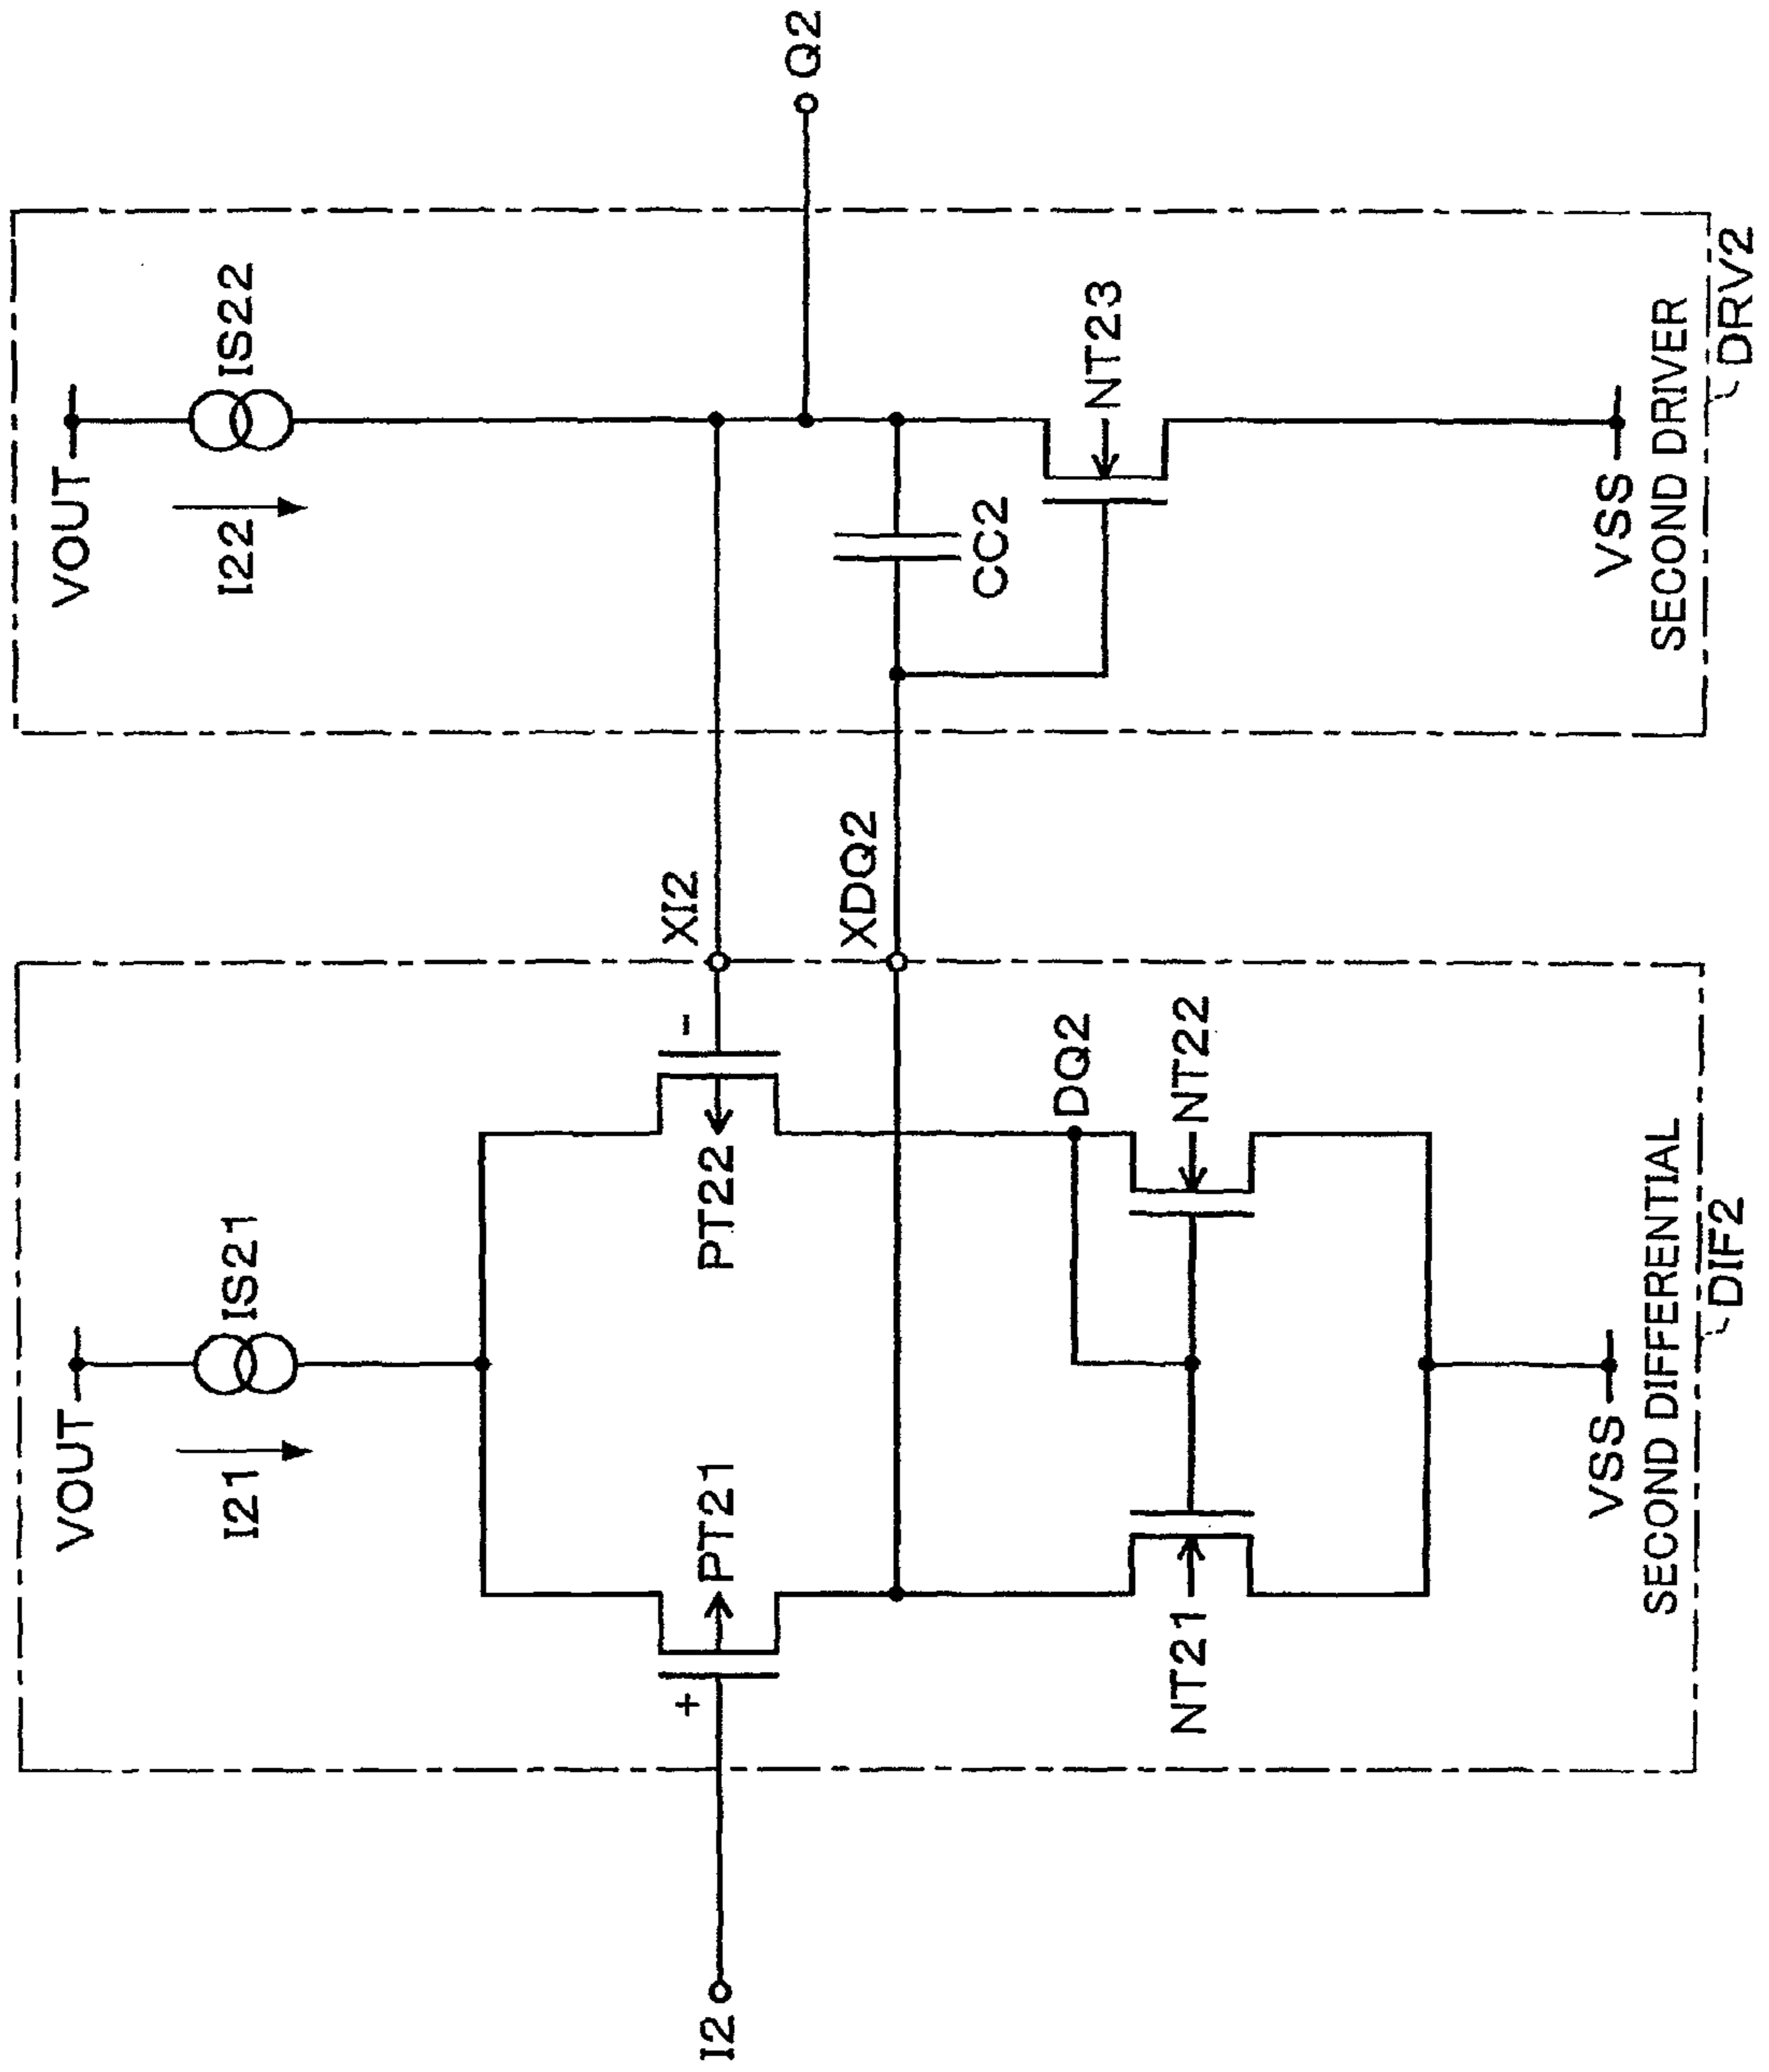 VOUT
I21
IS21
I2
+
PT21
PT22
-
XI2
XDQ2
DQ2
NT21
NT22
VSS
SECOND DIFFERENTIAL
DIF2
VOUT
I22
IS22
Q2
CC2
NT23
VSS
SECOND DRIVER
DRV2